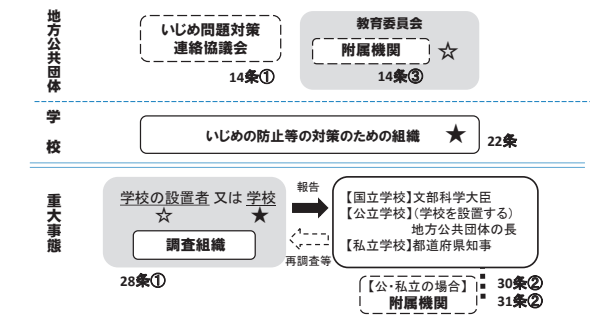 地方公共団体
いじめ問題対策
連絡協議会
14条①
教育委員会
附属機関 ☆
14条③
学校
いじめの防止等の対策のための組織 ★
22条
重大事態
学校の設置者 又は 学校
☆ ★
調査組織
28条①
報告
再調査等
【国立学校】文部科学大臣
【公立学校】(学校を設置する)
地方公共団体の長
【私立学校】都道府県知事
【公・私立の場合】
附属機関
30条②
31条②